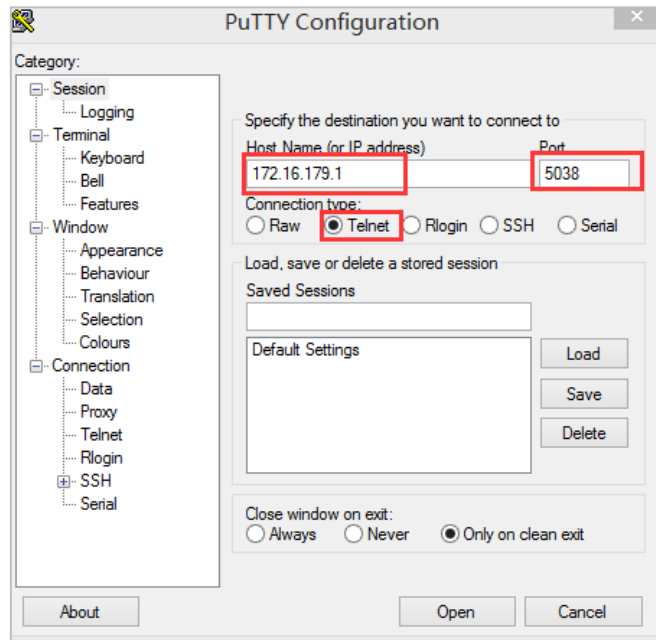 PuTTY Configuration
Category:
Session
Logging
Terminal
Keyboard
Bell
Features
Window
Appearance
Behaviour
Translation
Selection
Colours
Connection
Data
Proxy
Telnet
Rlogin
SSH
Serial
Specify the destination you want to connect to
Host Name (or IP address) Port
172.16.179.1 5038
Connection type:
Raw Telnet Rlogin SSH Serial
Load, save or delete a stored session
Saved Sessions
Default Settings
Load
Save
Delete
Close window on exit:
Always Never Only on clean exit
About Open Cancel